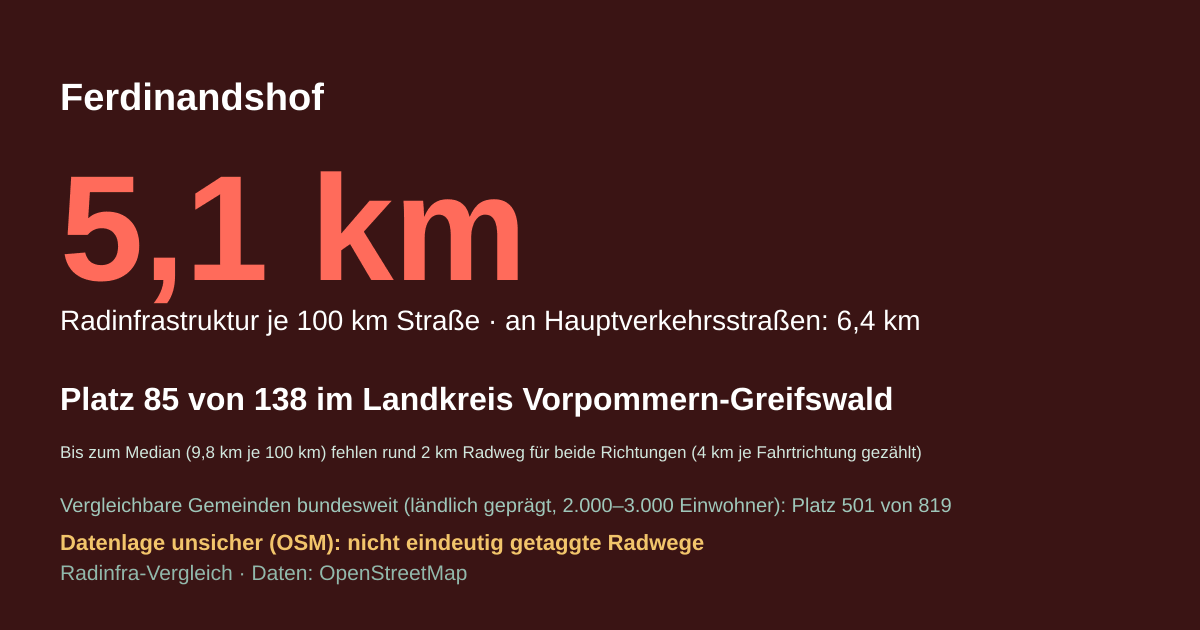 Ferdinandshof
5,1 km
Radinfrastruktur je 100 km Straße · an Hauptverkehrsstraßen: 6,4 km
Platz 85 von 138 im Landkreis Vorpommern-Greifswald
Bis zum Median (9,8 km je 100 km) fehlen rund 2 km Radweg für beide Richtungen (4 km je Fahrtrichtung gezählt)
Vergleichbare Gemeinden bundesweit (ländlich geprägt, 2.000–3.000 Einwohner): Platz 501 von 819
Datenlage unsicher (OSM): nicht eindeutig getaggte Radwege
Radinfra-Vergleich · Daten: OpenStreetMap